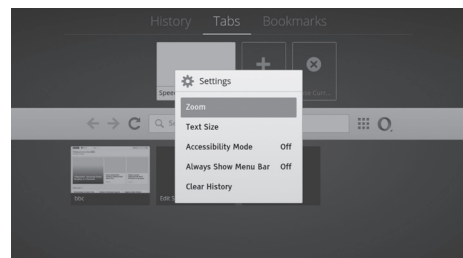 History Tabs Bookmarks
Settings
Zoom
Text Size
Accessibility Mode Off
Always Show Menu Bar Off
Clear History
bbc